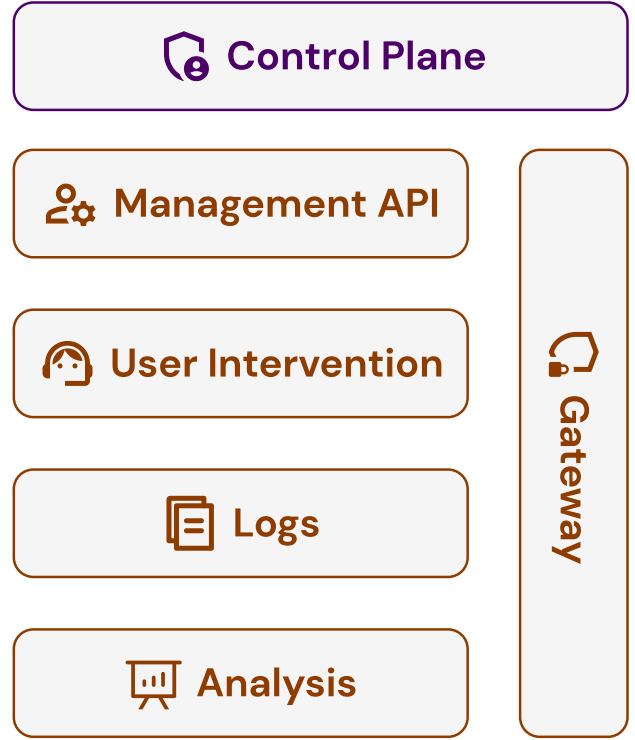 Control Plane
Management API
User Intervention
Logs
Analysis
Gateway